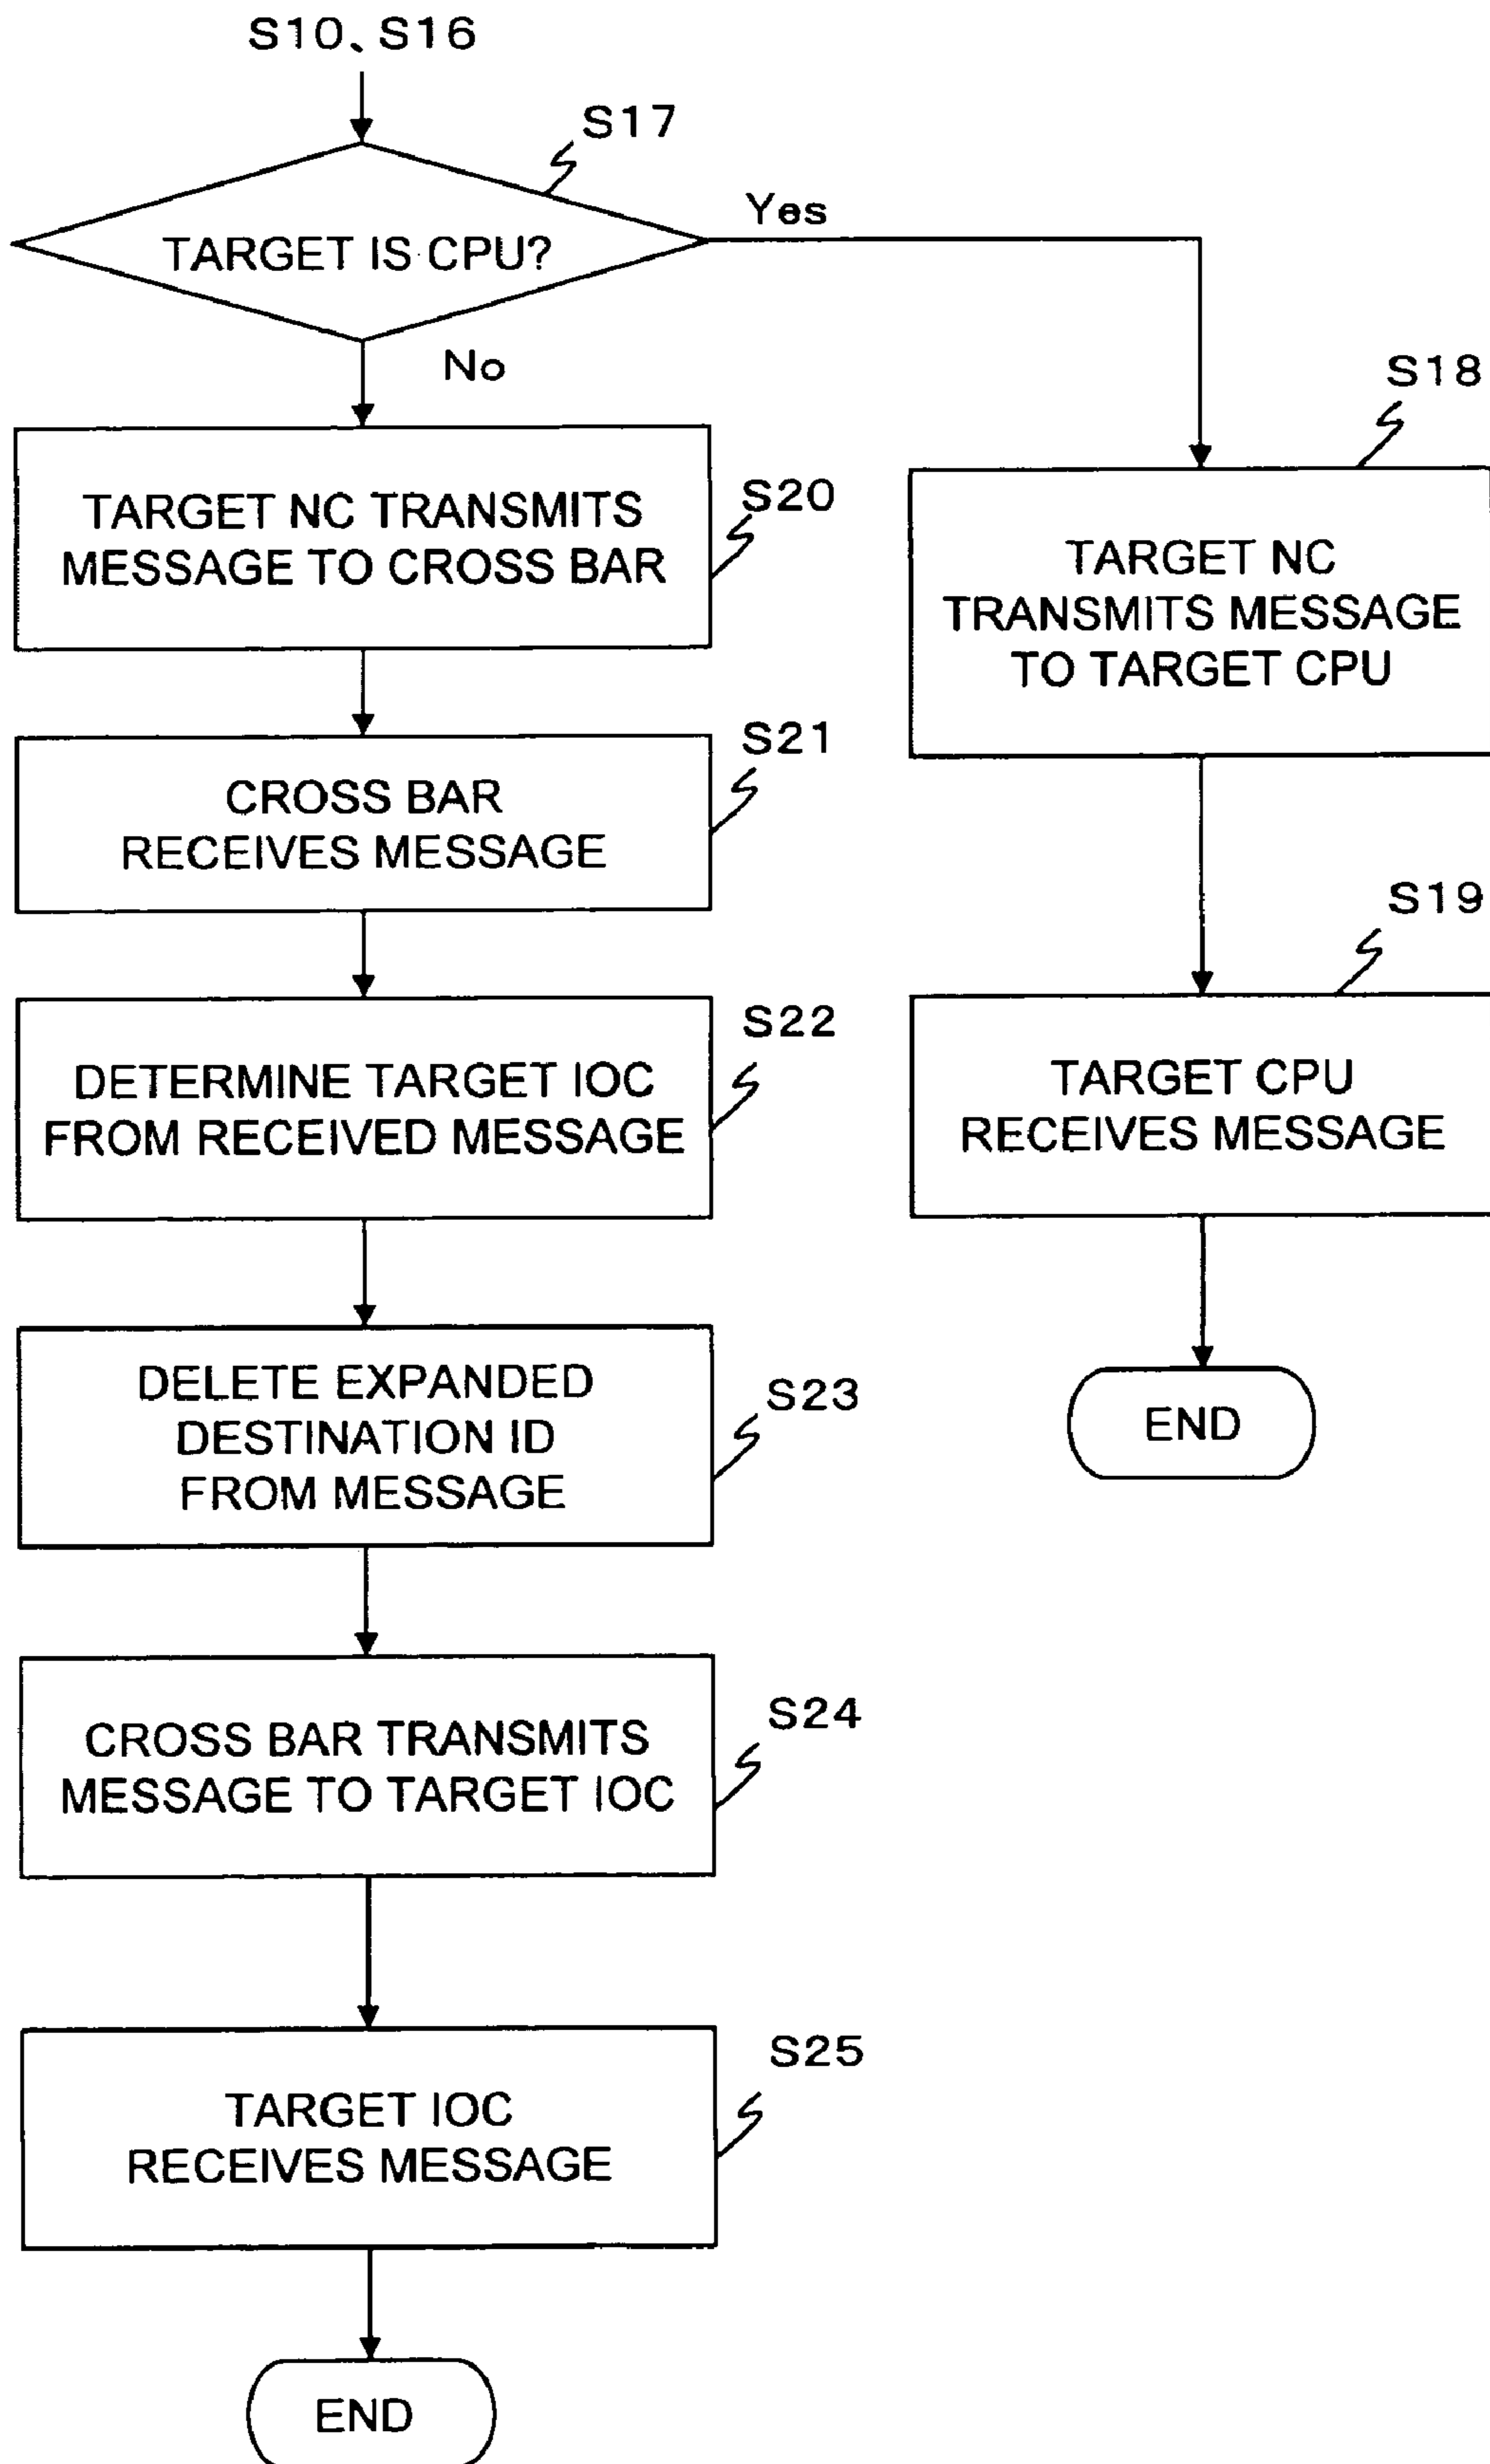 S10、S16
S17
TARGET IS CPU?
Yes
No
S20
TARGET NC TRANSMITS
MESSAGE TO CROSS BAR
S21
CROSS BAR
RECEIVES MESSAGE
S22
DETERMINE TARGET IOC
FROM RECEIVED MESSAGE
S23
DELETE EXPANDED
DESTINATION ID
FROM MESSAGE
S24
CROSS BAR TRANSMITS
MESSAGE TO TARGET IOC
S25
TARGET IOC
RECEIVES MESSAGE
END
S18
TARGET NC
TRANSMITS MESSAGE
TO TARGET CPU
S19
TARGET CPU
RECEIVES MESSAGE
END